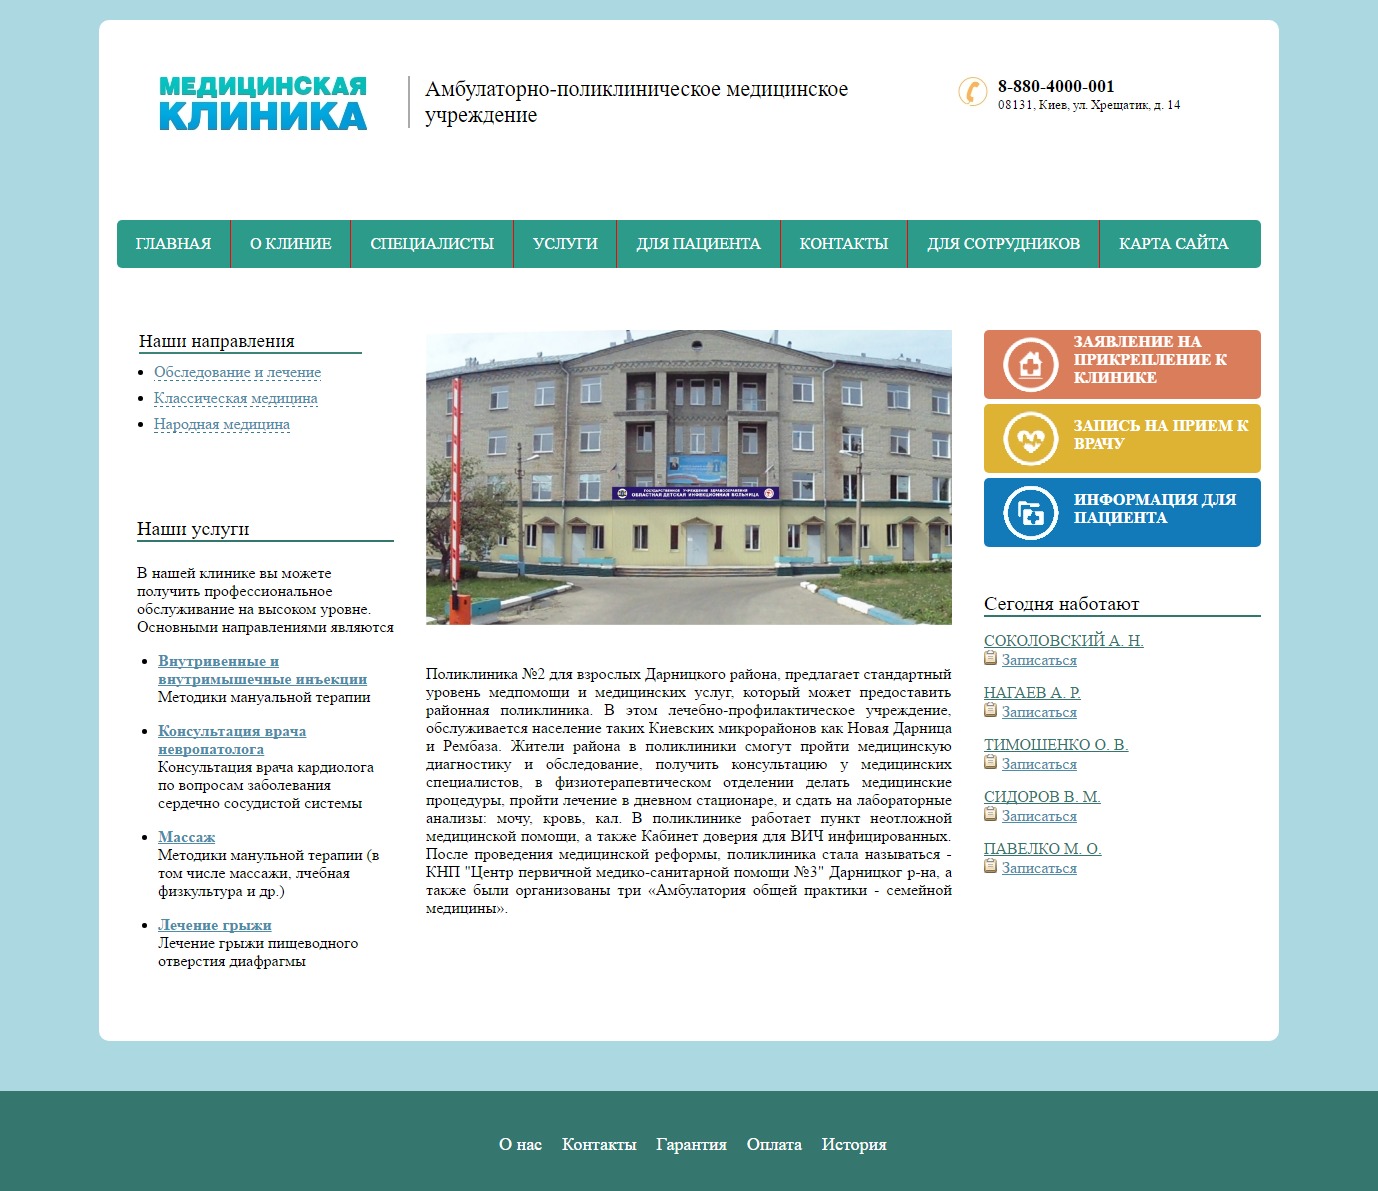 МЕДИЦИНСКАЯ
КЛИНИКА
Амбулаторно-поликлиническое медицинское
учреждение
8-880-4000-001
08131, Киев, ул. Хрещатик, д. 14
ГЛАВНАЯ
О КЛИНИЕ
СПЕЦИАЛИСТЫ
УСЛУГИ
ДЛЯ ПАЦИЕНТА
КОНТАКТЫ
ДЛЯ СОТРУДНИКОВ
КАРТА САЙТА
Наши направления
Обследование и лечение
Классическая медицина
Народная медицина
Наши услуги
В нашей клинике вы можете
получить профессиональное
обслуживание на высоком уровне.
Основными направлениями являются
Внутривенные и
внутримышечные инъекции
Методики мануальной терапии
Консультация врача
невропатолога
Консультация врача кардиолога
по вопросам заболевания
сердечно сосудистой системы
Массаж
Методики манульной терапии (в
том числе массажи, лчебная
физкультура и др.)
Лечение грыжи
Лечение грыжи пищеводного
отверстия диафрагмы
ГОСУДАРСТВЕННОЕ УЧРЕЖДЕНИЕ ЗДРАВООХРАНЕНИЯ
ОБЛАСТНАЯ ДЕТСКАЯ ИНФЕКЦИОННАЯ БОЛЬНИЦА
Поликлиника №2 для взрослых Дарницкого района, предлагает стандартный
уровень медпомощи и медицинских услуг, который может предоставить
районная поликлиника. В этом лечебно-профилактическое учреждение,
обслуживается население таких Киевских микрорайонов как Новая Дарница
и Рембаза. Жители района в поликлиники смогут пройти медицинскую
диагностику и обследование, получить консультацию у медицинских
специалистов, в физиотерапевтическом отделении делать медицинские
процедуры, пройти лечение в дневном стационаре, и сдать на лабораторные
анализы: мочу, кровь, кал. В поликлинике работает пункт неотложной
медицинской помощи, а также Кабинет доверия для ВИЧ инфицированных.
После проведения медицинской реформы, поликлиника стала называться -
КНП "Центр первичной медико-санитарной помощи №3" Дарницког р-на, а
также были организованы три «Амбулатория общей практики - семейной
медицины».
ЗАЯВЛЕНИЕ НА
ПРИКРЕПЛЕНИЕ К
КЛИНИКЕ
ЗАПИСЬ НА ПРИЕМ К
ВРАЧУ
ИНФОРМАЦИЯ ДЛЯ
ПАЦИЕНТА
Сегодня наботают
СОКОЛОВСКИЙ А. Н.
Записаться
НАГАЕВ А. Р.
Записаться
ТИМОШЕНКО О. В.
Записаться
СИДОРОВ В. М.
Записаться
ПАВЕЛКО М. О.
Записаться
О нас
Контакты
Гарантия
Оплата
История